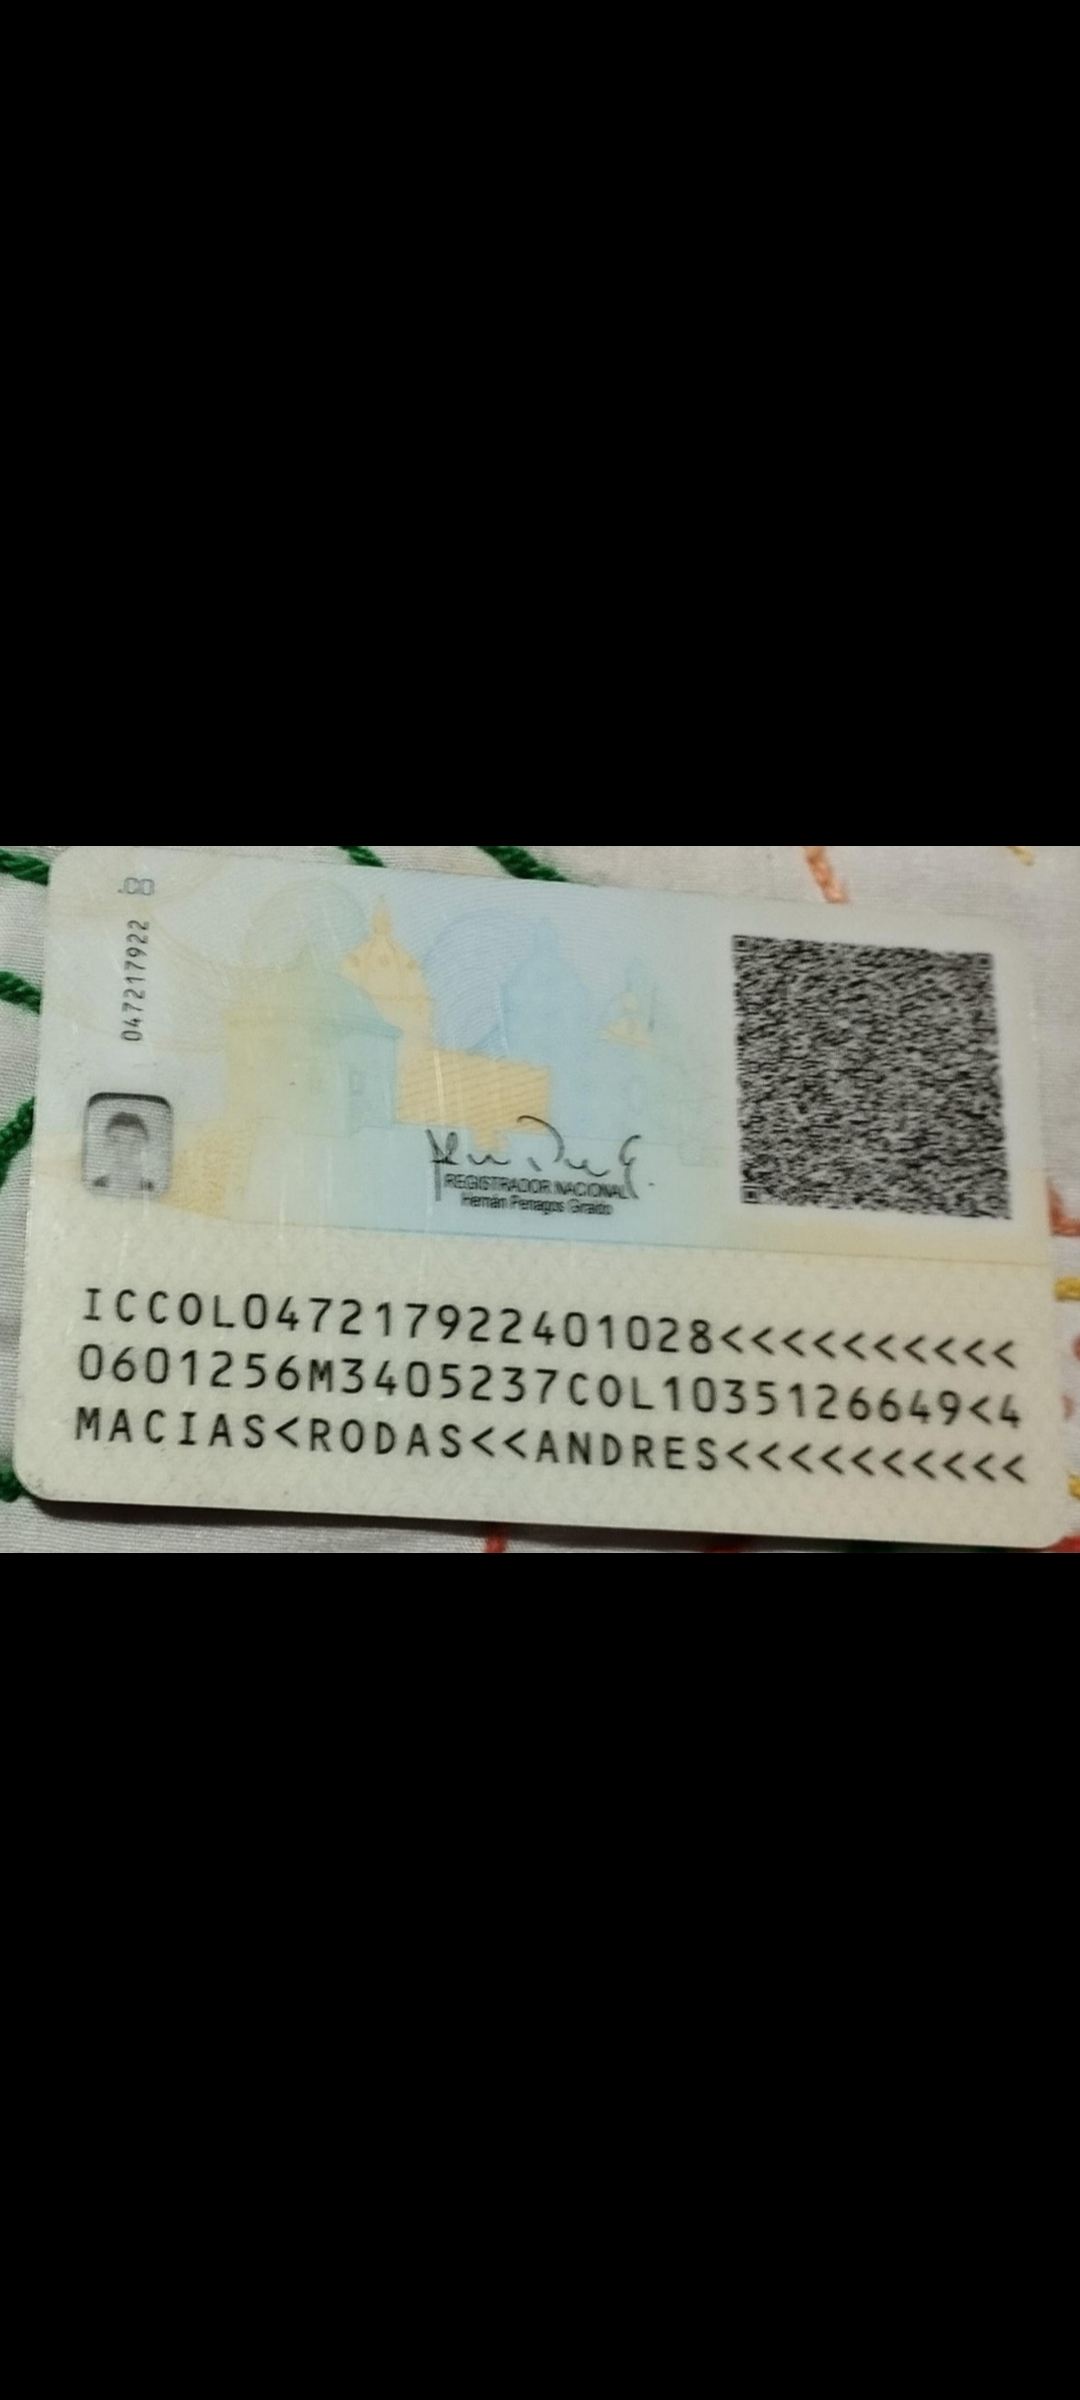 .CO
047217922
REGISTRADOR NACIONAL
Hernán Penagos Giraldo
ICCOL047217922401028<<<<<<<<<<
0601256M3405237COL1035126649<4
MACIAS<RODAS<<ANDRES<<<<<<<<<<